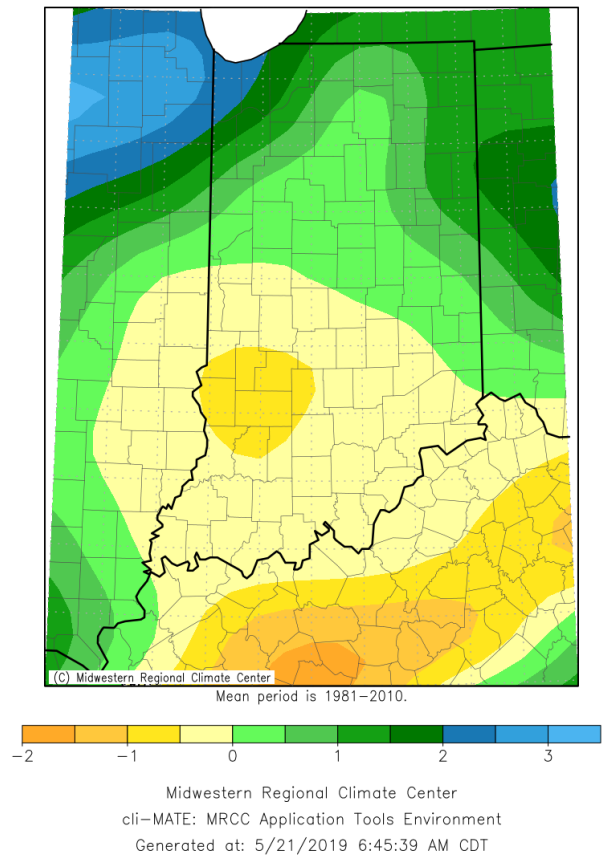 (C) Midwestern Regional Climate Center
Mean period is 1981-2010.
-2 -1 0 1 2 3
Midwestern Regional Climate Center
cli-MATE: MRCC Application Tools Environment
Generated at: 5/21/2019 6:45:39 AM CDT